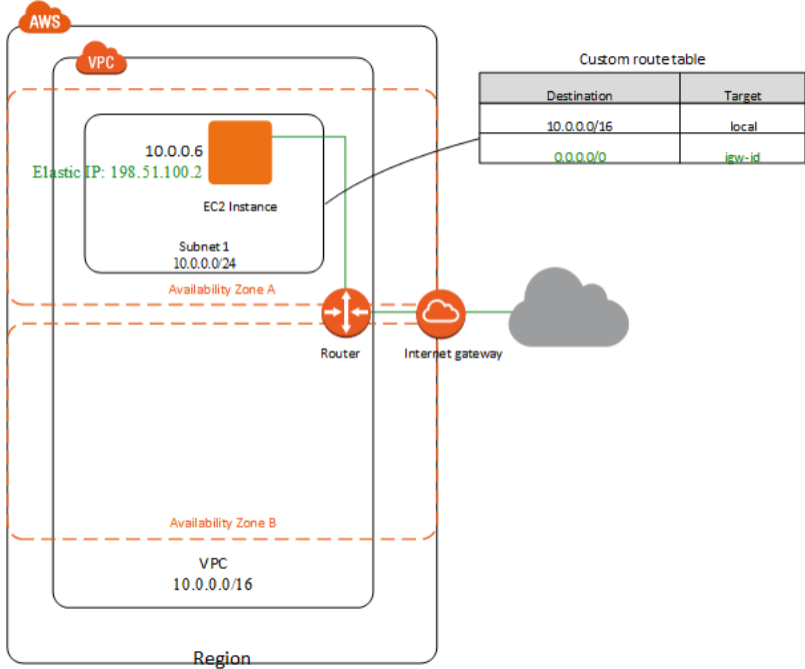 AWS
VPC
Custom route table
Destination Target
10.0.0.0/16 local
0.0.0.0/0 igw-id
10.0.0.6
Elastic IP: 198.51.100.2
EC2 Instance
Subnet 1
10.0.0.0/24
Availability Zone A
Router
Internet gateway
Availability Zone B
VPC
10.0.0.0/16
Region